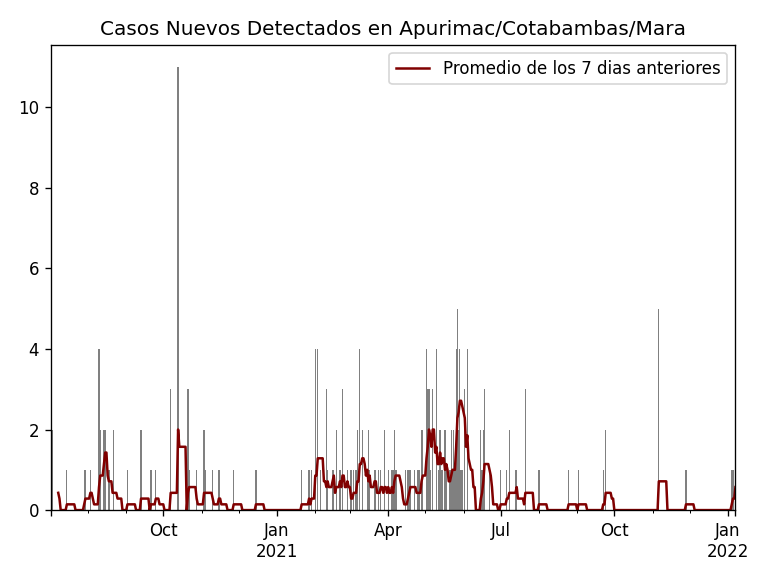 Casos Nuevos Detectados en Apurimac/Cotabambas/Mara
Promedio de los 7 dias anteriores
10
8
6
4
2
0
Oct
Jan
2021
Apr
Jul
Oct
Jan
2022